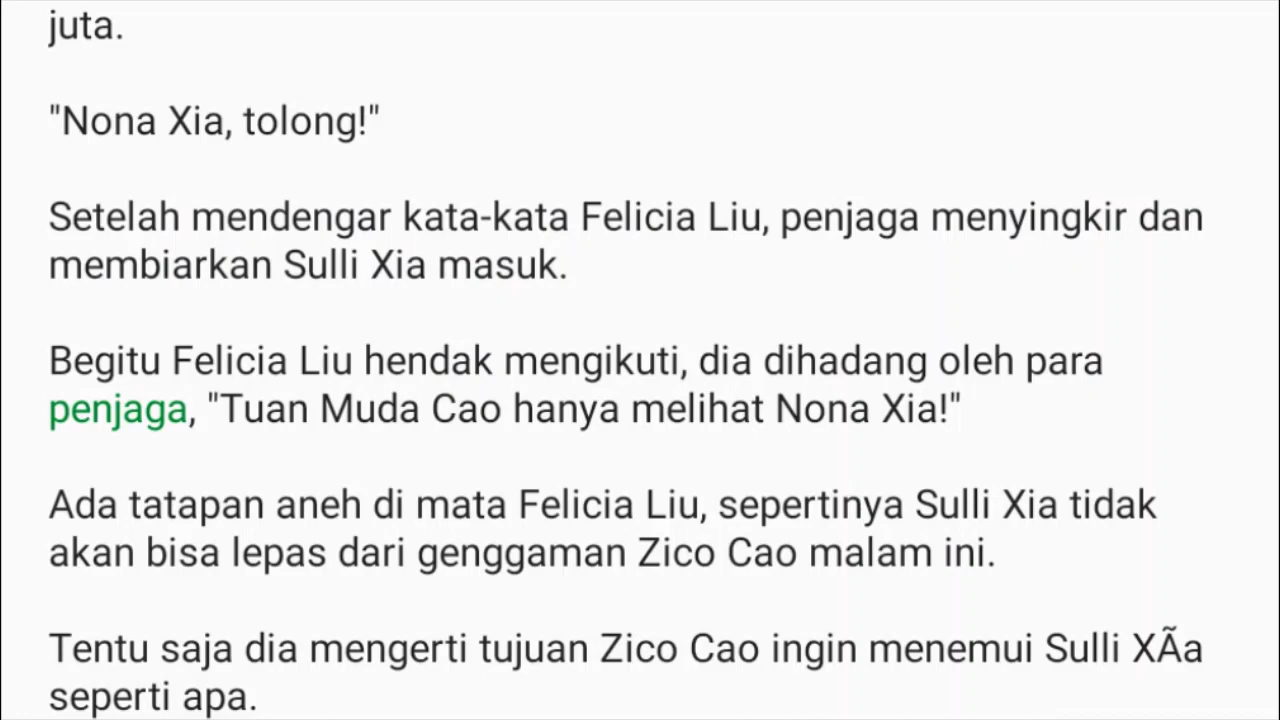 juta.
"Nona Xia, tolong!"
Setelah mendengar kata-kata Felicia Liu, penjaga menyingkir dan
membiarkan Sulli Xia masuk.
Begitu Felicia Liu hendak mengikuti, dia dihadang oleh para
penjaga, "Tuan Muda Cao hanya melihat Nona Xia!"
Ada tatapan aneh di mata Felicia Liu, sepertinya Sulli Xia tidak
akan bisa lepas dari genggaman Zico Cao malam ini.
Tentu saja dia mengerti tujuan Zico Cao ingin menemui Sulli XÃa
seperti apa.